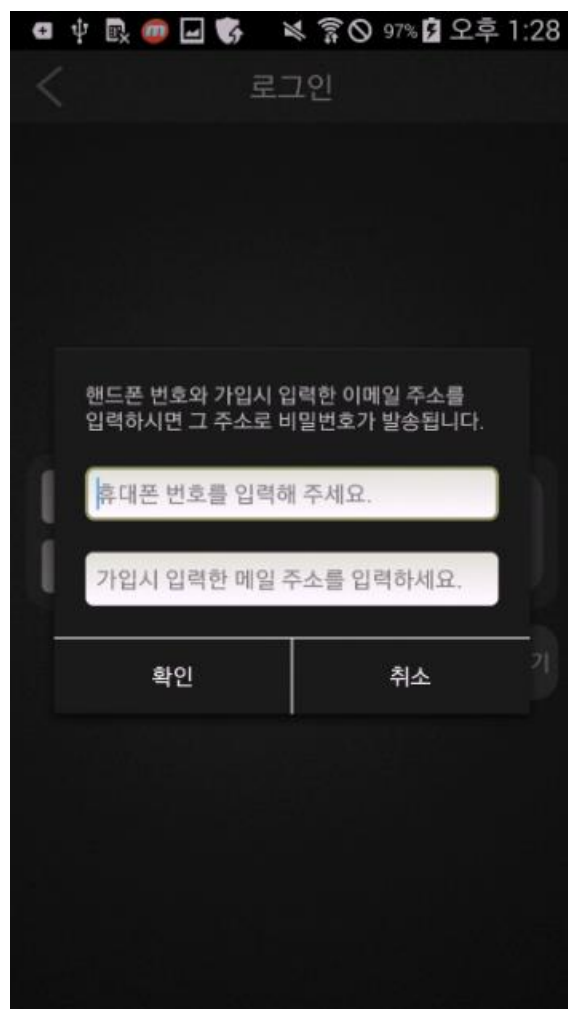 97% 오후 1:28
로그인
핸드폰 번호와 가입시 입력한 이메일 주소를
입력하시면 그 주소로 비밀번호가 발송됩니다.
휴대폰 번호를 입력해 주세요.
가입시 입력한 메일 주소를 입력하세요.
기
확인 취소